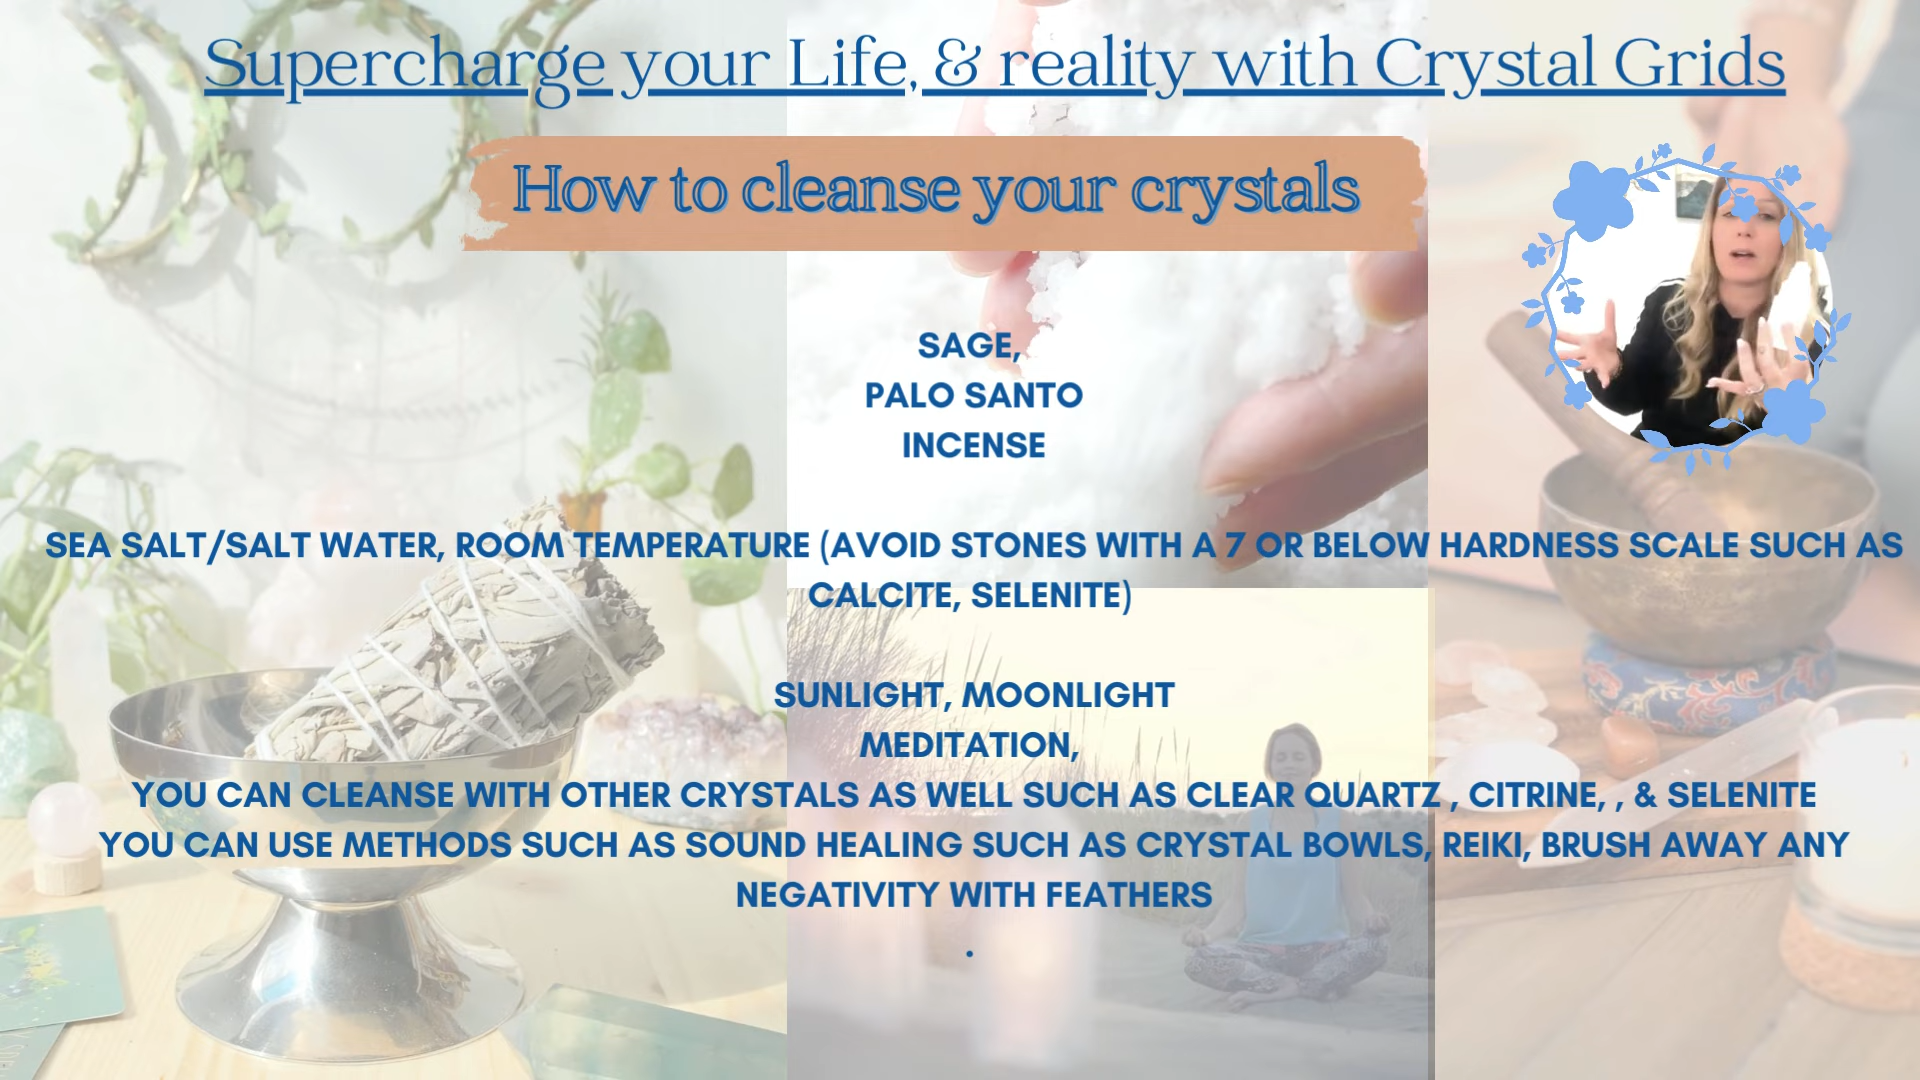 Supercharge your Life, & reality with Crystal Grids
How to cleanse your crystals
SAGE,
PALO SANTO
INCENSE
SEA SALT/SALT WATER, ROOM TEMPERATURE (AVOID STONES WITH A 7 OR BELOW HARDNESS SCALE SUCH AS
CALCITE, SELENITE)
SUNLIGHT, MOONLIGHT
MEDITATION,
YOU CAN CLEANSE WITH OTHER CRYSTALS AS WELL SUCH AS CLEAR QUARTZ , CITRINE, , & SELENITE
YOU CAN USE METHODS SUCH AS SOUND HEALING SUCH AS CRYSTAL BOWLS, REIKI, BRUSH AWAY ANY
NEGATIVITY WITH FEATHERS
.